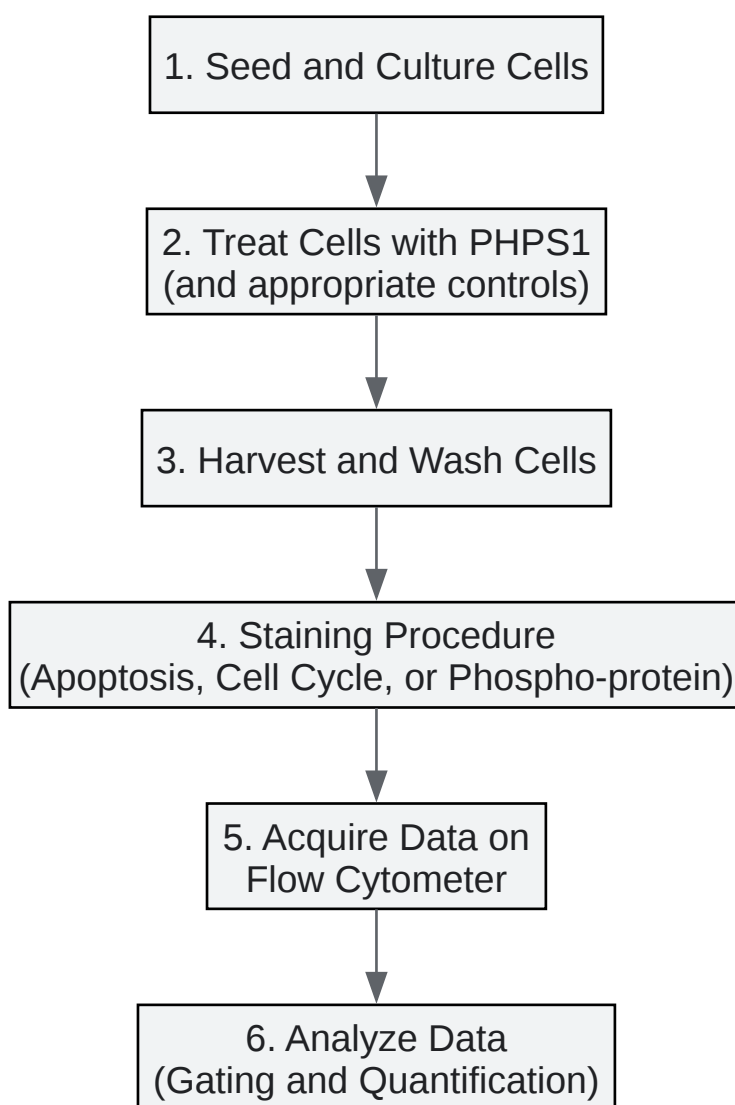 1. Seed and Culture Cells
2. Treat Cells with PHPS1
(and appropriate controls)
3. Harvest and Wash Cells
4. Staining Procedure
(Apoptosis, Cell Cycle, or Phospho-protein)
5. Acquire Data on
Flow Cytometer
6. Analyze Data
(Gating and Quantification)